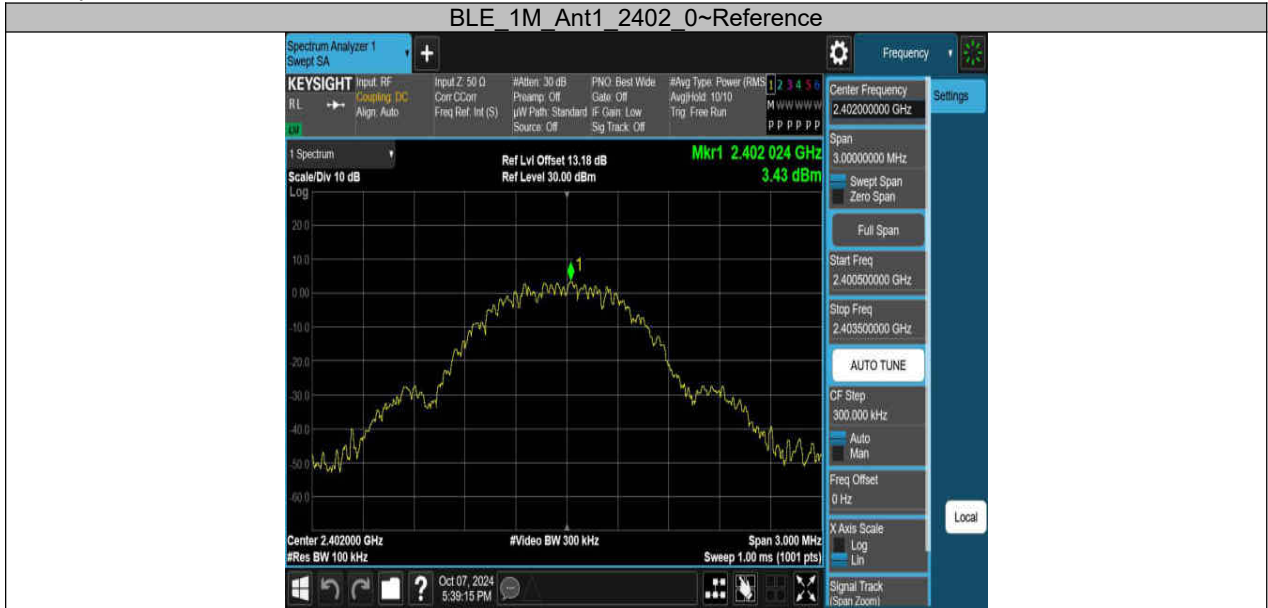 BLE_1M_Ant1_2402_0~Reference
Spectrum Analyzer 1
Swept SA
+
Frequency
KEYSIGHT
RL
LM
Input: RF
Coupling: DC
Align: Auto
Input Z: 50 Ω
Corr CCorr
Freq Ref: Int (S)
#Atten: 30 dB
Preamp: Off
µW Path: Standard
Source: Off
PNO: Best Wide
Gate: Off
IF Gain: Low
Sig Track: Off
#Avg Type: Power (RMS
Avg|Hold: 10/10
Trig: Free Run
1 2 3 4 5 6
M W W W W W
P P P P P P
1 Spectrum
Scale/Div 10 dB
Log
Ref Lvl Offset 13.18 dB
Ref Level 30.00 dBm
Mkr1 2.402 024 GHz
3.43 dBm
20.0
10.0
0.00
-10.0
-20.0
-30.0
-40.0
-50.0
-60.0
1
Center 2.402000 GHz
#Res BW 100 kHz
#Video BW 300 kHz
Span 3.000 MHz
Sweep 1.00 ms (1001 pts)
Oct 07, 2024
5:39:15 PM
?
Center Frequency
2.402000000 GHz
Settings
Span
3.00000000 MHz
Swept Span
Zero Span
Full Span
Start Freq
2.400500000 GHz
Stop Freq
2.403500000 GHz
AUTO TUNE
CF Step
300.000 kHz
Auto
Man
Freq Offset
0 Hz
X Axis Scale
Log
Lin
Local
Signal Track
(Span Zoom)